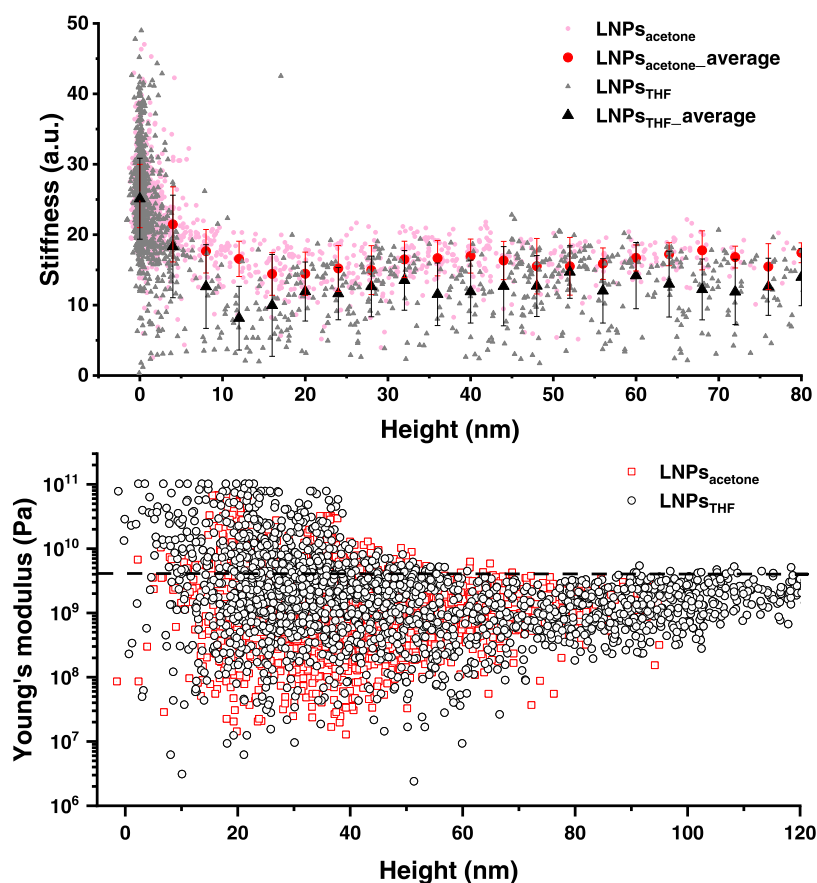 50
40
30
20
10
0
Stiffness (a.u.)
LNPsacetone
LNPsacetone_average
LNPsTHF
LNPsTHF_average
0 10 20 30 40 50 60 70 80
Height (nm)
10¹¹
10¹⁰
10⁹
10⁸
10⁷
10⁶
Young's modulus (Pa)
LNPsacetone
LNPsTHF
0 20 40 60 80 100 120
Height (nm)